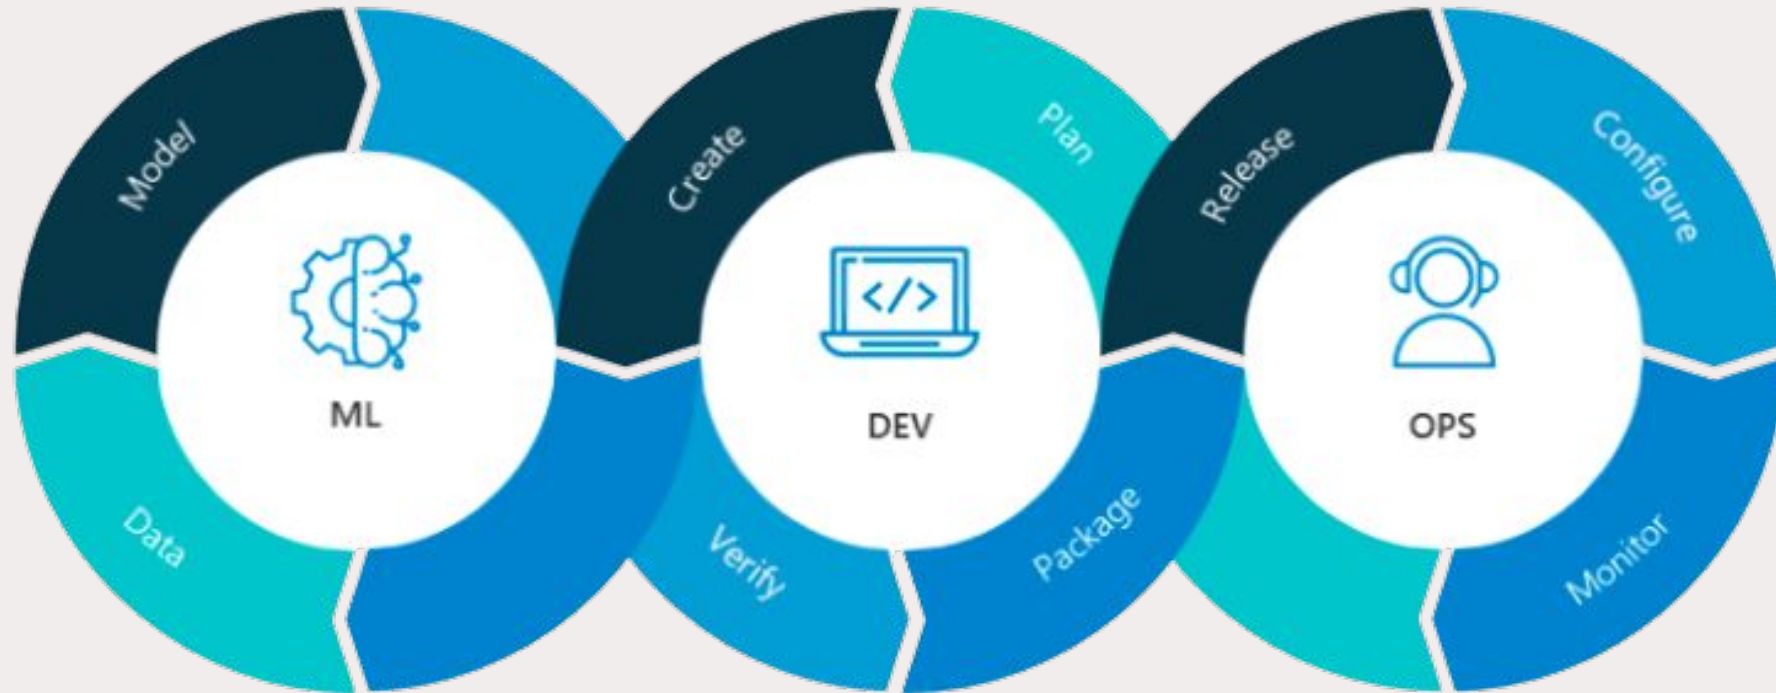 Model
Data
ML
Create
Plan
Verify
Package
DEV
Release
Configure
Monitor
OPS